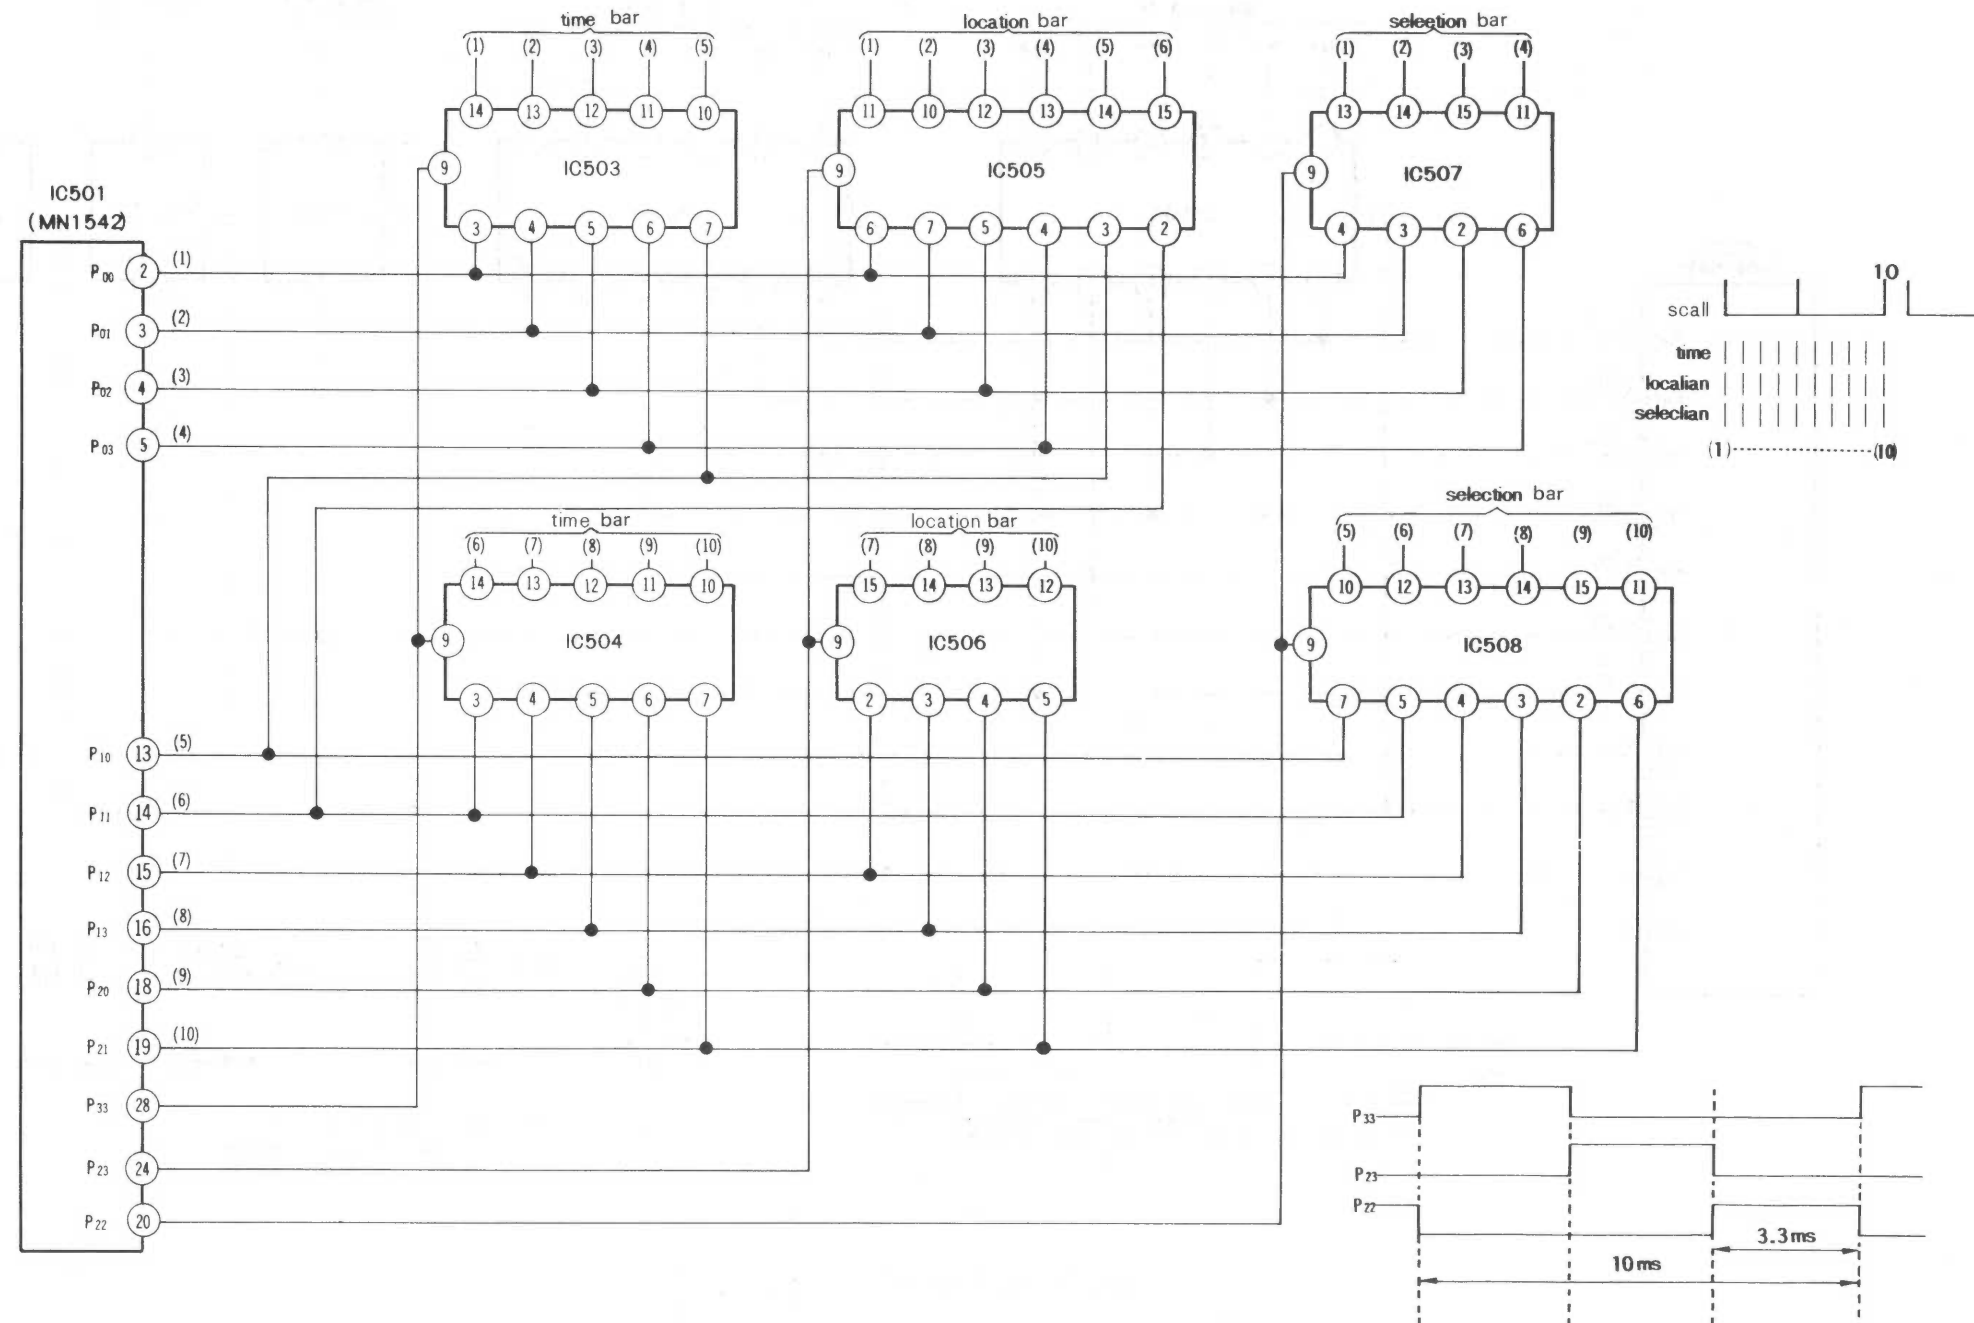 time bar
(1) (2) (3) (4) (5)
14 13 12 11 10
9
IC503
3 4 5 6 7
location bar
(1) (2) (3) (4) (5) (6)
11 10 12 13 14 15
9
IC505
6 7 5 4 3 2
selection bar
(1) (2) (3) (4)
13 14 15 11
9
IC507
4 3 2 6
IC501
(MN1542)
P00 2 (1)
P01 3 (2)
P02 4 (3)
P03 5 (4)
10
scall
time
localian
seleclian
(1) (10)
time bar
(6) (7) (8) (9) (10)
14 13 12 11 10
9
IC504
3 4 5 6 7
location bar
(7) (8) (9) (10)
15 14 13 12
9
IC506
2 3 4 5
selection bar
(5) (6) (7) (8) (9) (10)
10 12 13 14 15 11
9
IC508
7 5 4 3 2 6
P10 13 (5)
P11 14 (6)
P12 15 (7)
P13 16 (8)
P20 18 (9)
P21 19 (10)
P33 28
P23 24
P22 20
P33
P23
P22
3.3ms
10ms